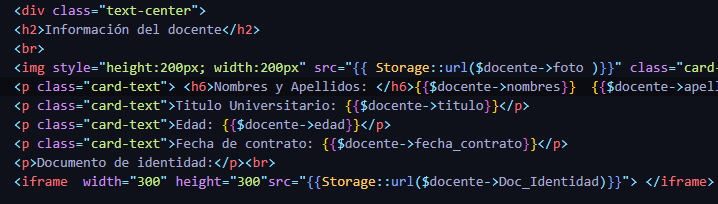 <div class="text-center">
<h2>Información del docente</h2>
<br>
<img style="height:200px; width:200px" src="{{ Storage::url($docente->foto )}}" class="card-
<p class="card-text"> <h6>Nombres y Apellidos: </h6>{{$docente->nombres}}  {{$docente->apell
<p class="card-text">Titulo Universitario: {{$docente->titulo}}</p>
<p class="card-text">Edad: {{$docente->edad}}</p>
<p class="card-text">Fecha de contrato: {{$docente->fecha_contrato}}</p>
<p>Documento de identidad:</p><br>
<iframe  width="300" height="300"src="{{Storage::url($docente->Doc_Identidad)}}"> </iframe>